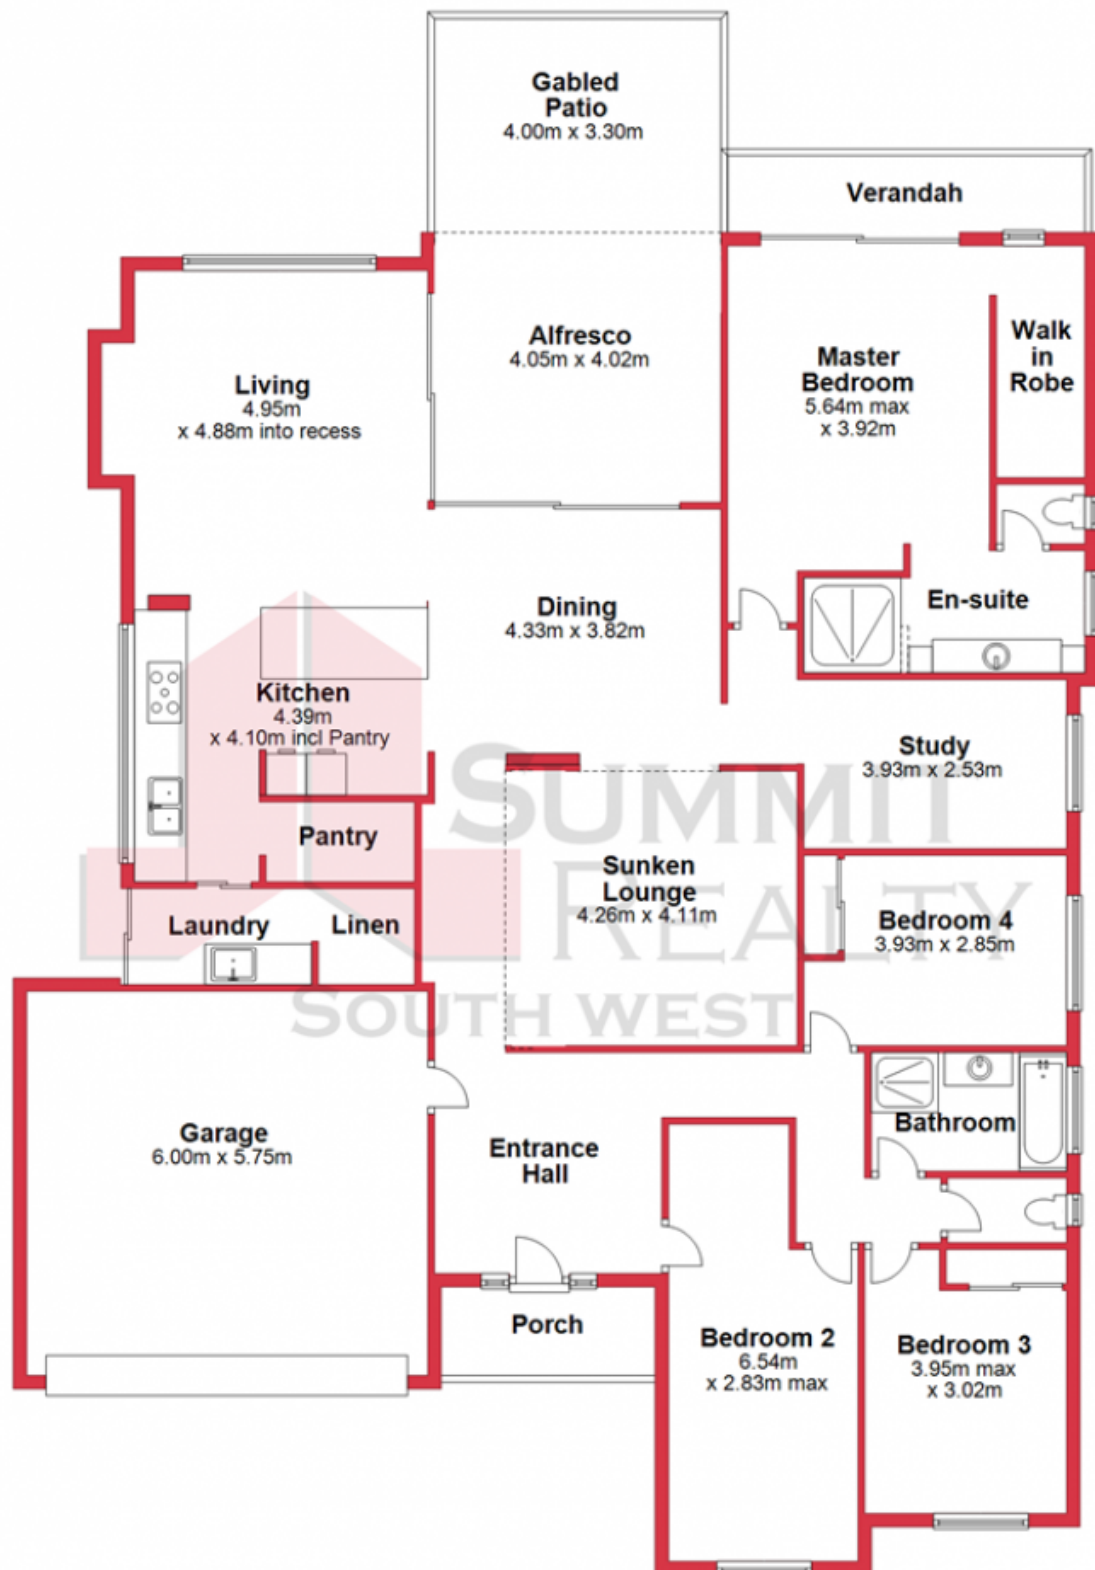 Gabled
Patio
4.00m x 3.30m
Verandah
Alfresco
4.05m x 4.02m
Walk
in
Robe
Master
Bedroom
5.64m max
x 3.92m
Living
4.95m
x 4.88m into recess
En-suite
Dining
4.33m x 3.82m
Kitchen
4.39m
x 4.10m incl Pantry
Study
3.93m x 2.53m
SUMMIT
REALTY
SOUTH WEST
Pantry
Sunken
Lounge
4.26m x 4.11m
Laundry
Linen
Bedroom 4
3.93m x 2.85m
Bathroom
Garage
6.00m x 5.75m
Entrance
Hall
Porch
Bedroom 2
6.54m
x 2.83m max
Bedroom 3
3.95m max
x 3.02m